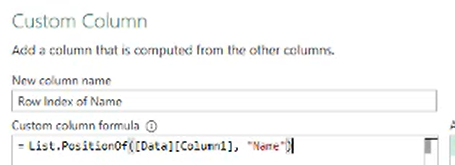 Custom Column
Add a column that is computed from the other columns.
New column name
Row Index of Name
Custom column formula
= List.PositionOf([Data][Column1], "Name")